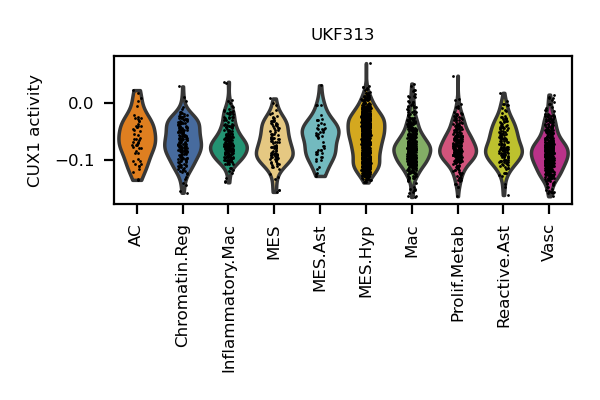 UKF313
CUX1 activity
0.0
−0.1
AC
Chromatin.Reg
Inflammatory.Mac
MES
MES.Ast
MES.Hyp
Mac
Prolif.Metab
Reactive.Ast
Vasc